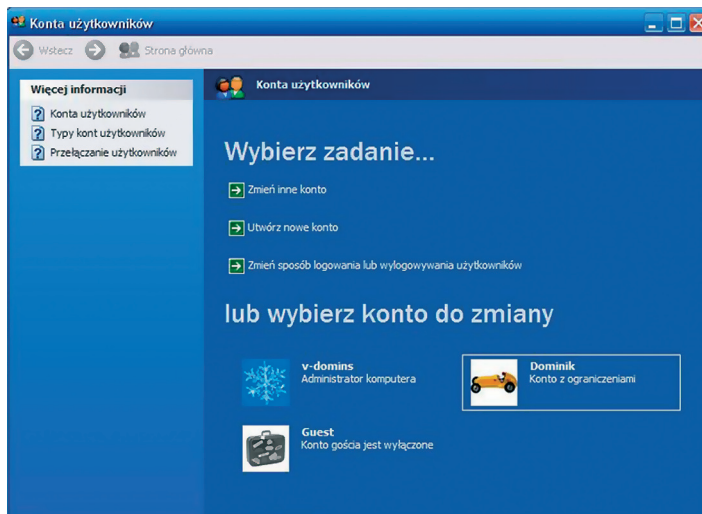 Konta użytkowników
Wstecz Strona główna
Więcej informacji
Konta użytkowników
Typy kont użytkowników
Przełączanie użytkowników
Konta użytkowników
Wybierz zadanie...
Zmień inne konto
Utwórz nowe konto
Zmień sposób logowania lub wylogowywania użytkowników
lub wybierz konto do zmiany
v-domins
Administrator komputera
Dominik
Konto z ograniczeniami
Guest
Konto gościa jest wyłączone